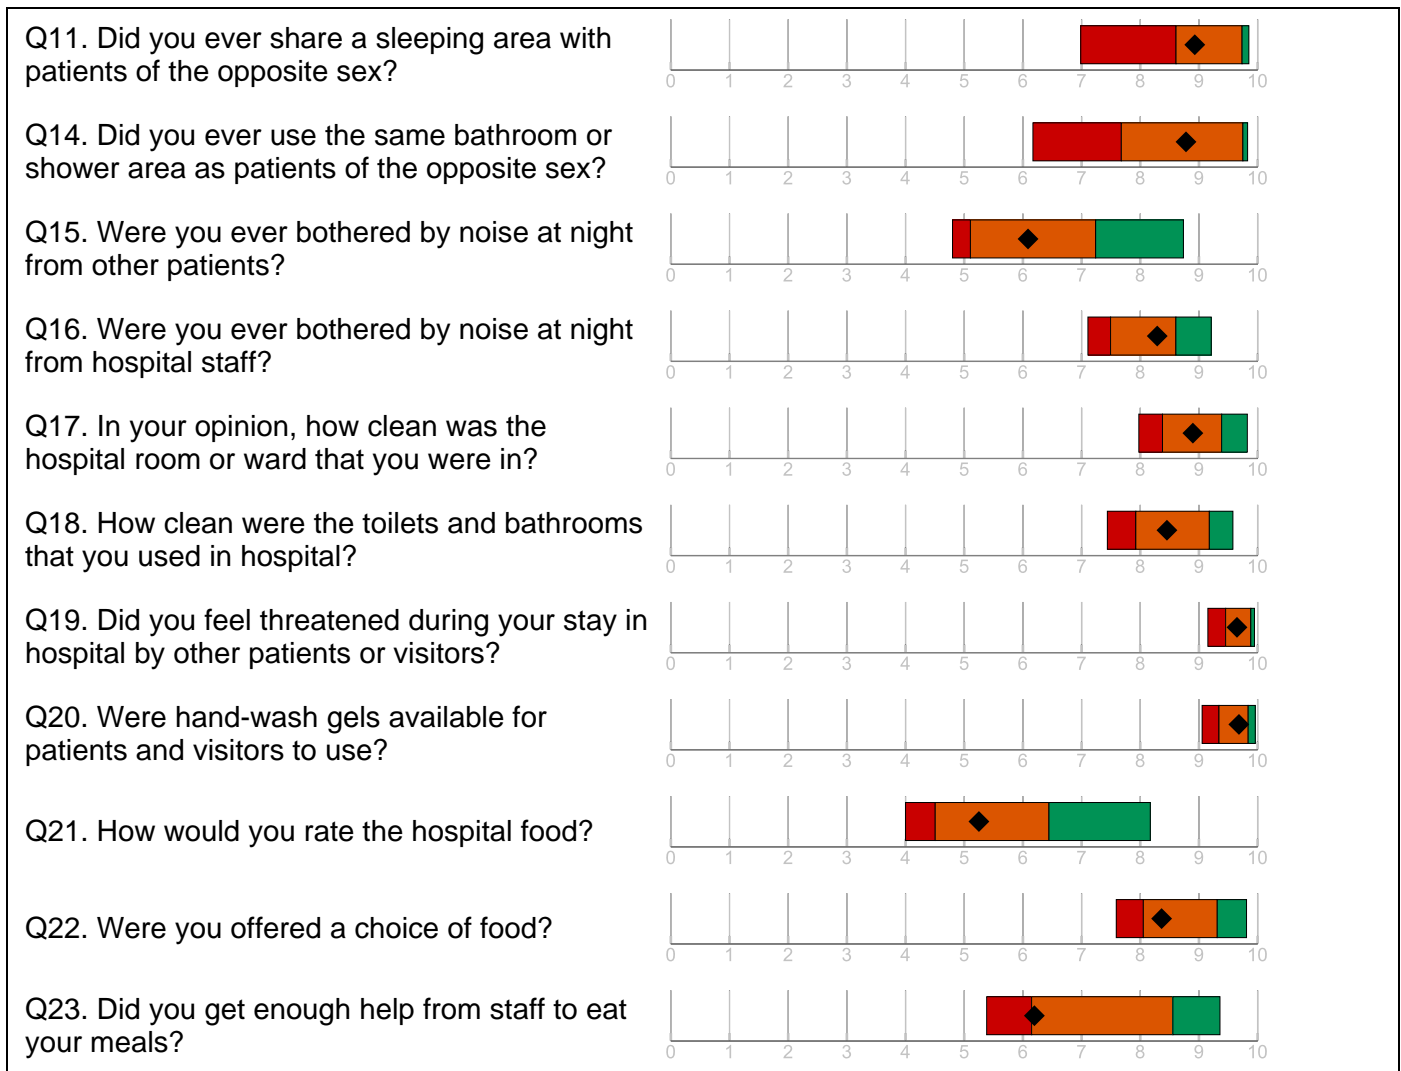 Q11. Did you ever share a sleeping area with
patients of the opposite sex?
0 1 2 3 4 5 6 7 8 9 10
Q14. Did you ever use the same bathroom or
shower area as patients of the opposite sex?
0 1 2 3 4 5 6 7 8 9 10
Q15. Were you ever bothered by noise at night
from other patients?
0 1 2 3 4 5 6 7 8 9 10
Q16. Were you ever bothered by noise at night
from hospital staff?
0 1 2 3 4 5 6 7 8 9 10
Q17. In your opinion, how clean was the
hospital room or ward that you were in?
0 1 2 3 4 5 6 7 8 9 10
Q18. How clean were the toilets and bathrooms
that you used in hospital?
0 1 2 3 4 5 6 7 8 9 10
Q19. Did you feel threatened during your stay in
hospital by other patients or visitors?
0 1 2 3 4 5 6 7 8 9 10
Q20. Were hand-wash gels available for
patients and visitors to use?
0 1 2 3 4 5 6 7 8 9 10
Q21. How would you rate the hospital food?
0 1 2 3 4 5 6 7 8 9 10
Q22. Were you offered a choice of food?
0 1 2 3 4 5 6 7 8 9 10
Q23. Did you get enough help from staff to eat
your meals?
0 1 2 3 4 5 6 7 8 9 10